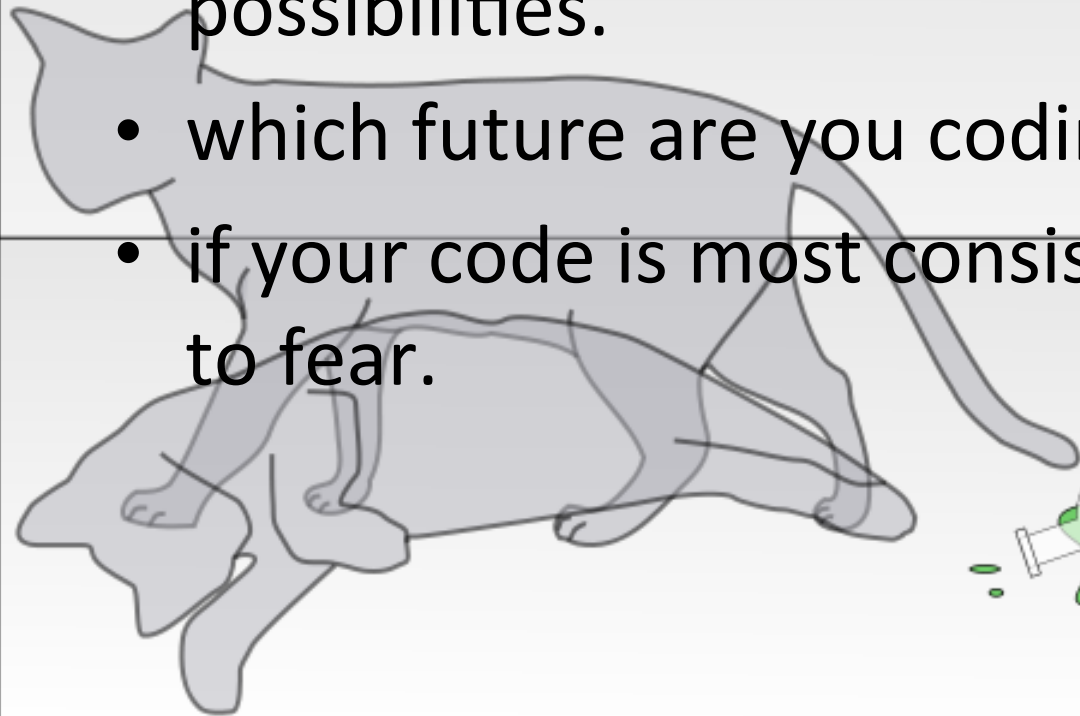 possibilities.
• which future are you codi
• if your code is most consis
to fear.